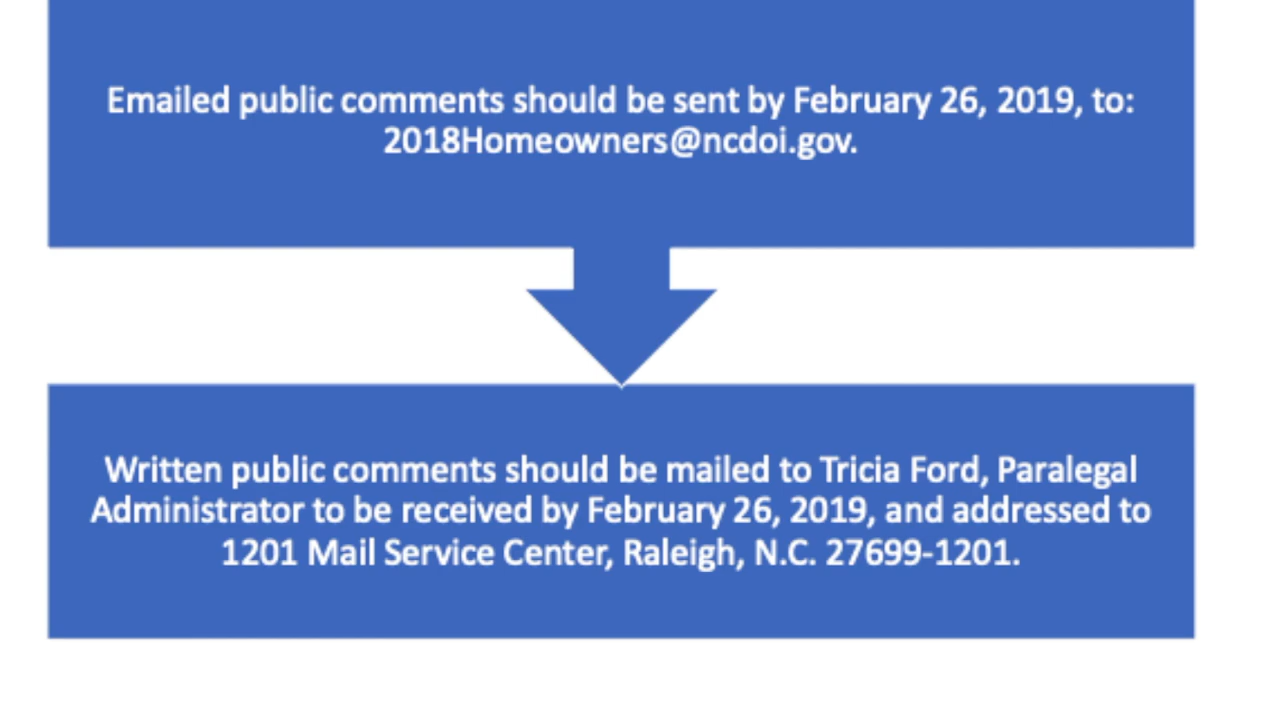 Emailed public comments should be sent by February 26, 2019, to:
2018Homeowners@ncdoi.gov.
Written public comments should be mailed to Tricia Ford, Paralegal
Administrator to be received by February 26, 2019, and addressed to
1201 Mail Service Center, Raleigh, N.C. 27699-1201.